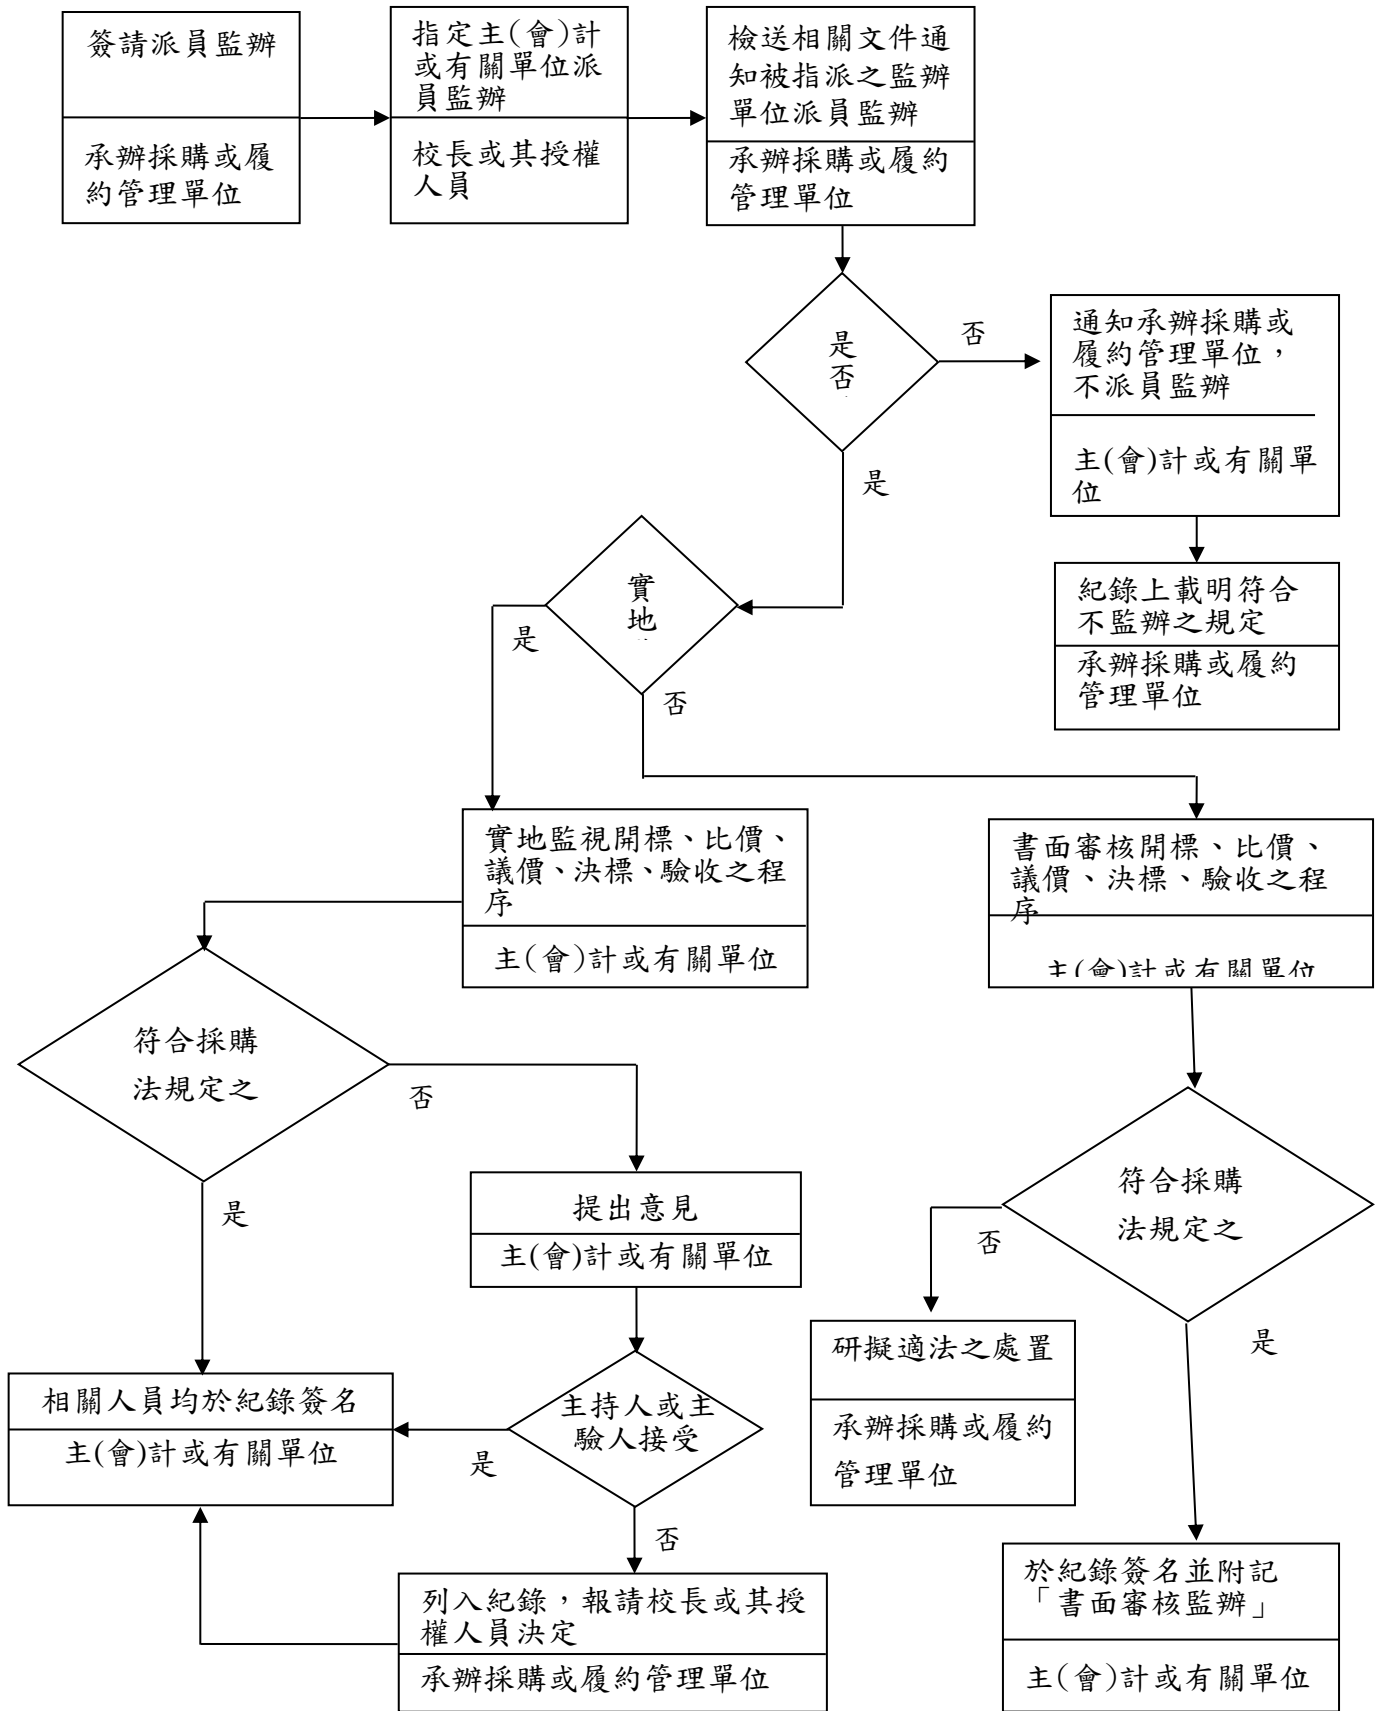 簽請派員監辦
承辦採購或履
約管理單位
指定主(會)計
或有關單位派
員監辦
校長或其授權
人員
檢送相關文件通
知被指派之監辦
單位派員監辦
承辦採購或履約
管理單位
是
否
否
是
通知承辦採購或
履約管理單位，
不派員監辦
主(會)計或有關單
位
紀錄上載明符合
不監辦之規定
承辦採購或履約
管理單位
實
地
是
否
實地監視開標、比價、
議價、決標、驗收之程
序
主(會)計或有關單位
書面審核開標、比價、
議價、決標、驗收之程
序
主(會)計或有關單位
符合採購
法規定之
否
是
提出意見
主(會)計或有關單位
符合採購
法規定之
否
是
研擬適法之處置
承辦採購或履約
管理單位
相關人員均於紀錄簽名
主(會)計或有關單位
主持人或主
驗人接受
是
否
列入紀錄，報請校長或其授
權人員決定
承辦採購或履約管理單位
於紀錄簽名並附記
「書面審核監辦」
主(會)計或有關單位